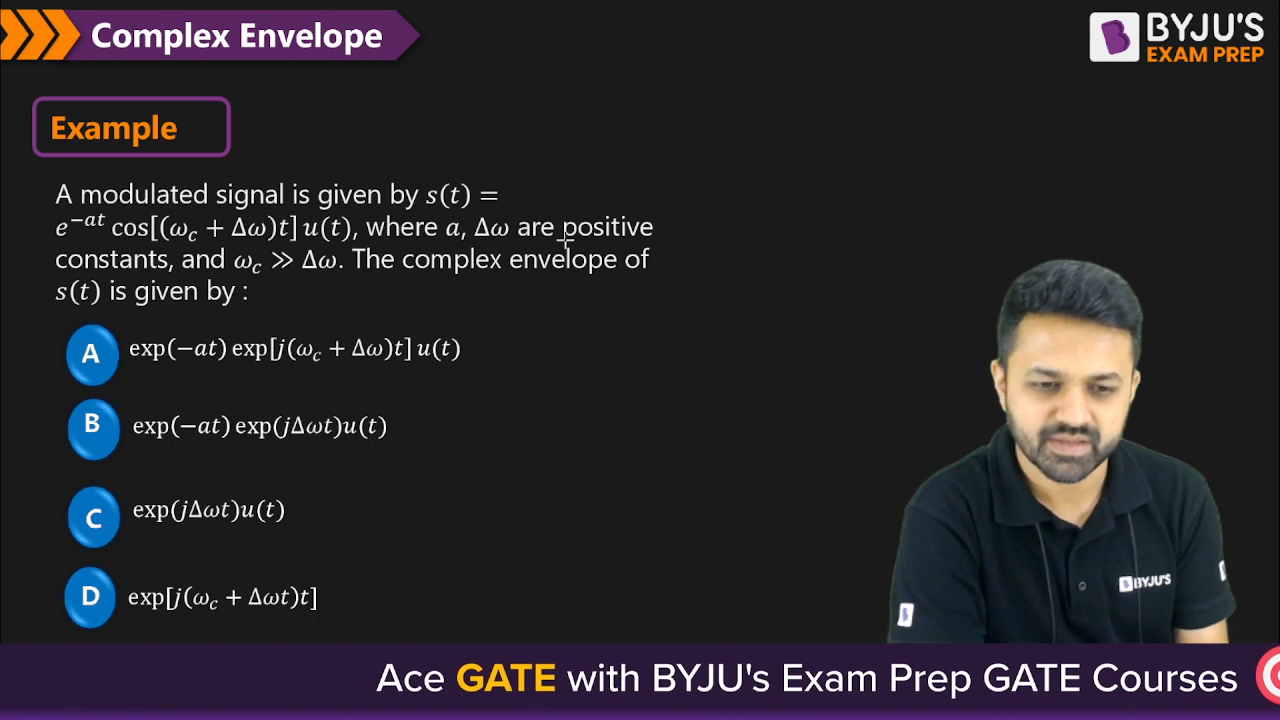 Complex Envelope
BYJU'S
EXAM PREP
Example
A modulated signal is given by s(t) =
e^{−at} cos[(ω_c + Δω)t] u(t), where a, Δω are positive
constants, and ω_c ≫ Δω. The complex envelope of
s(t) is given by :
A exp(−at) exp[j(ω_c + Δω)t] u(t)
B exp(−at) exp(jΔωt)u(t)
C exp(jΔωt)u(t)
D exp[j(ω_c + Δωt)t]
BYJU'S
Ace GATE with BYJU's Exam Prep GATE Courses